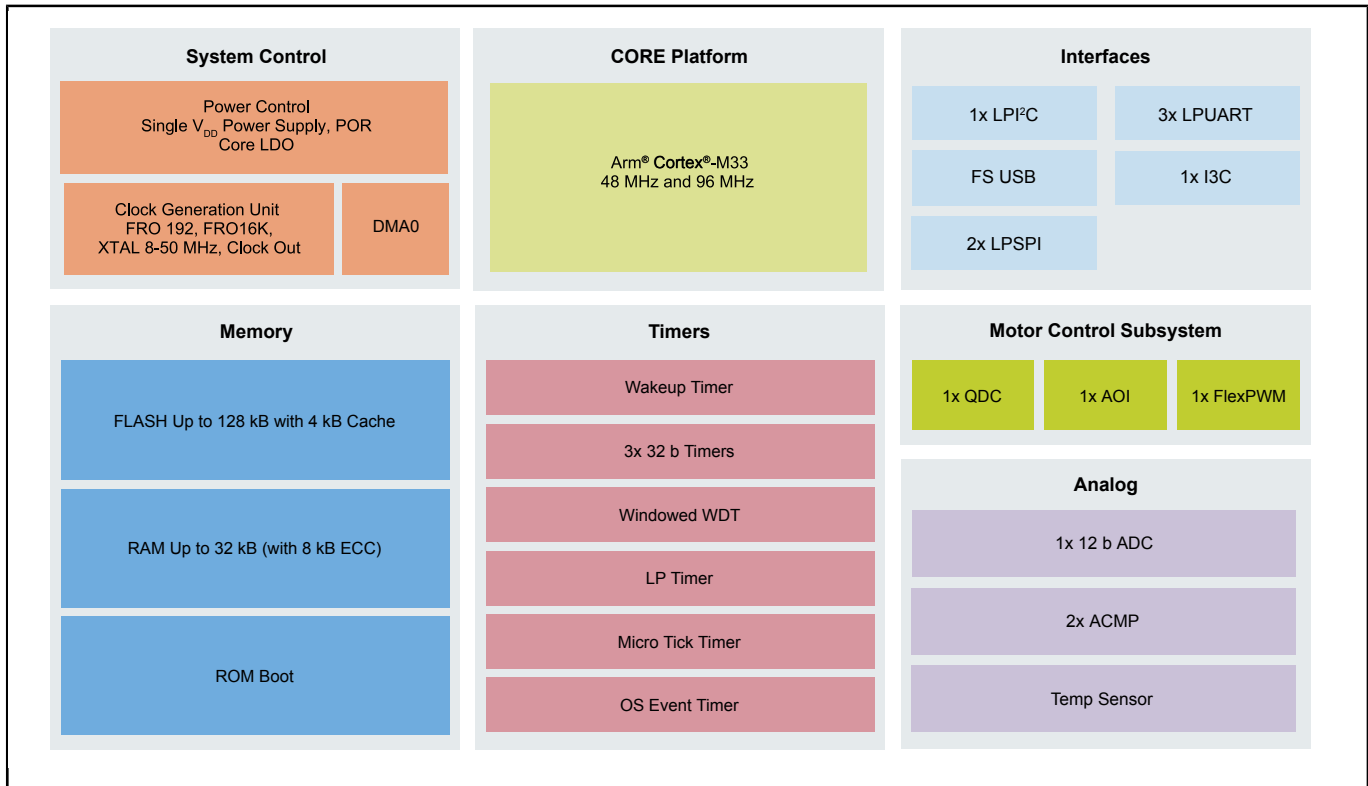 System Control
Power Control
Single VDD Power Supply, POR
Core LDO
Clock Generation Unit
FRO 192, FRO16K,
XTAL 8-50 MHz, Clock Out
DMA0
CORE Platform
Arm® Cortex®-M33
48 MHz and 96 MHz
Interfaces
1x LPI²C
3x LPUART
FS USB
1x I3C
2x LPSPI
Memory
FLASH Up to 128 kB with 4 kB Cache
RAM Up to 32 kB (with 8 kB ECC)
ROM Boot
Timers
Wakeup Timer
3x 32 b Timers
Windowed WDT
LP Timer
Micro Tick Timer
OS Event Timer
Motor Control Subsystem
1x QDC
1x AOI
1x FlexPWM
Analog
1x 12 b ADC
2x ACMP
Temp Sensor